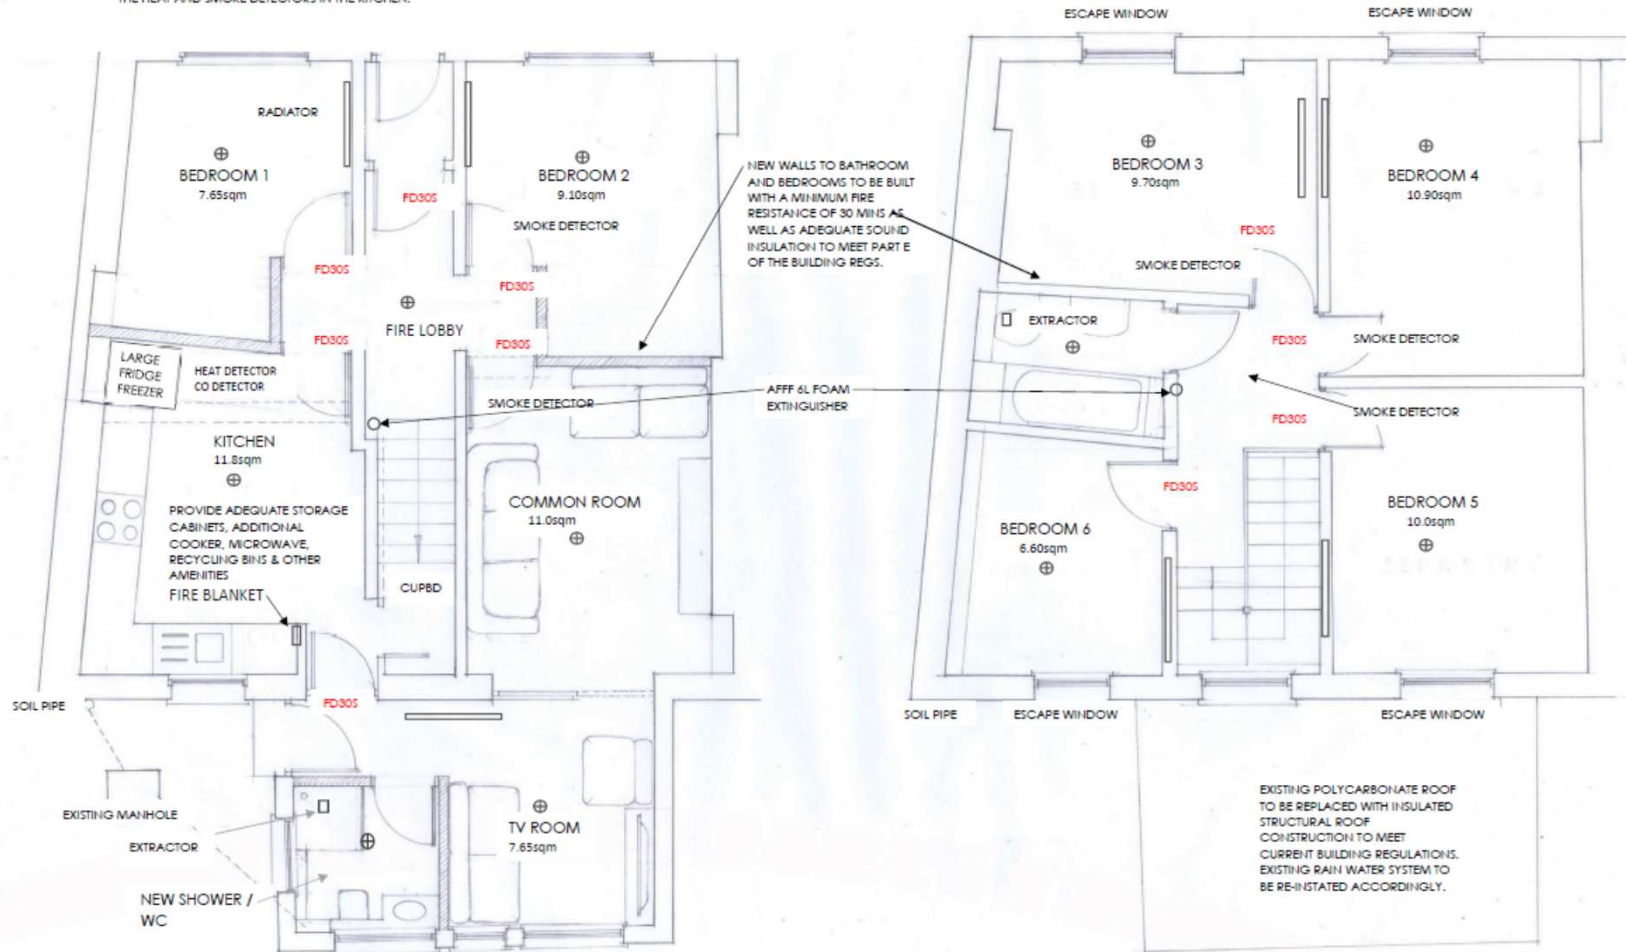 THE HEAT AND SMOKE DETECTORS IN THE KITCHEN.
ESCAPE WINDOW
ESCAPE WINDOW
RADIATOR
BEDROOM 1
7.65sqm
FD30S
BEDROOM 2
9.10sqm
SMOKE DETECTOR
FD30S
FD30S
FIRE LOBBY
FD30S
FD30S
LARGE
FRIDGE
FREEZER
HEAT DETECTOR
CO DETECTOR
SMOKE DETECTOR
KITCHEN
11.8sqm
PROVIDE ADEQUATE STORAGE
CABINETS, ADDITIONAL
COOKER, MICROWAVE,
RECYCLING BINS & OTHER
AMENITIES
FIRE BLANKET
CUPBD
COMMON ROOM
11.0sqm
SOIL PIPE
FD30S
EXISTING MANHOLE
EXTRACTOR
NEW SHOWER /
WC
TV ROOM
7.65sqm
NEW WALLS TO BATHROOM
AND BEDROOMS TO BE BUILT
WITH A MINIMUM FIRE
RESISTANCE OF 30 MINS AS
WELL AS ADEQUATE SOUND
INSULATION TO MEET PART E
OF THE BUILDING REGS.
AFFF 6L FOAM
EXTINGUISHER
BEDROOM 3
9.70sqm
FD30S
SMOKE DETECTOR
BEDROOM 4
10.90sqm
EXTRACTOR
FD30S
SMOKE DETECTOR
SMOKE DETECTOR
FD30S
FD30S
BEDROOM 6
6.60sqm
BEDROOM 5
10.0sqm
SOIL PIPE
ESCAPE WINDOW
ESCAPE WINDOW
EXISTING POLYCARBONATE ROOF
TO BE REPLACED WITH INSULATED
STRUCTURAL ROOF
CONSTRUCTION TO MEET
CURRENT BUILDING REGULATIONS.
EXISTING RAIN WATER SYSTEM TO
BE RE-INSTATED ACCORDINGLY.